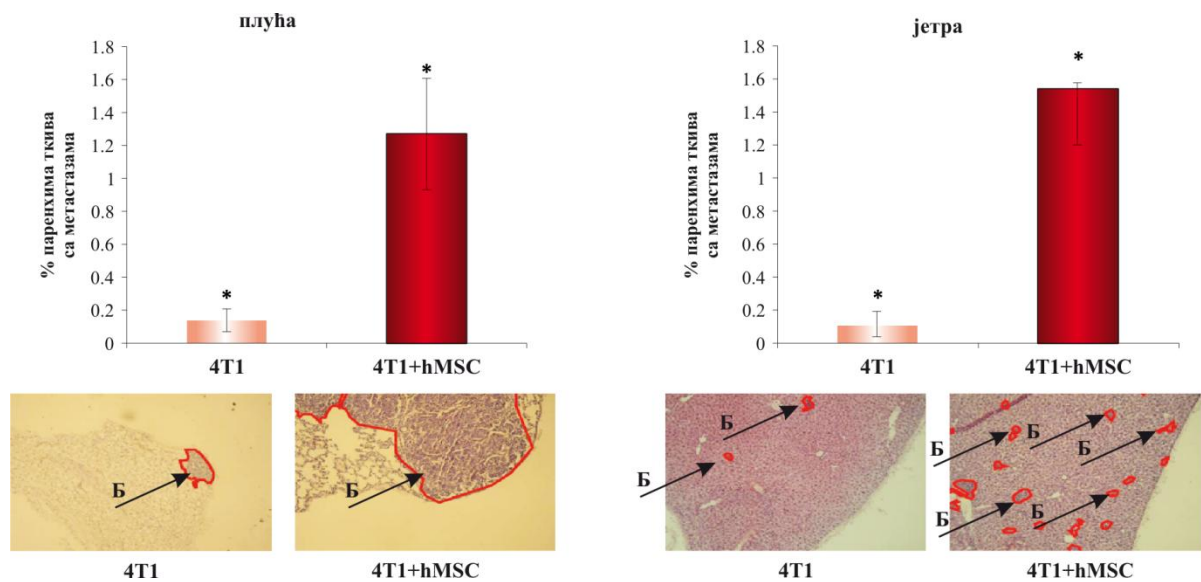 плућа
1.8
1.6
1.4
1.2
1
0.8
0.6
0.4
0.2
0
% паренхима ткива
са метастазама
*
*
4T1
4T1+hMSC
Б
Б
4T1
4T1+hMSC
јетра
1.8
1.6
1.4
1.2
1
0.8
0.6
0.4
0.2
0
% паренхима ткива
са метастазама
*
*
4T1
4T1+hMSC
Б
Б
Б
Б
Б
Б
Б
4T1
4T1+hMSC